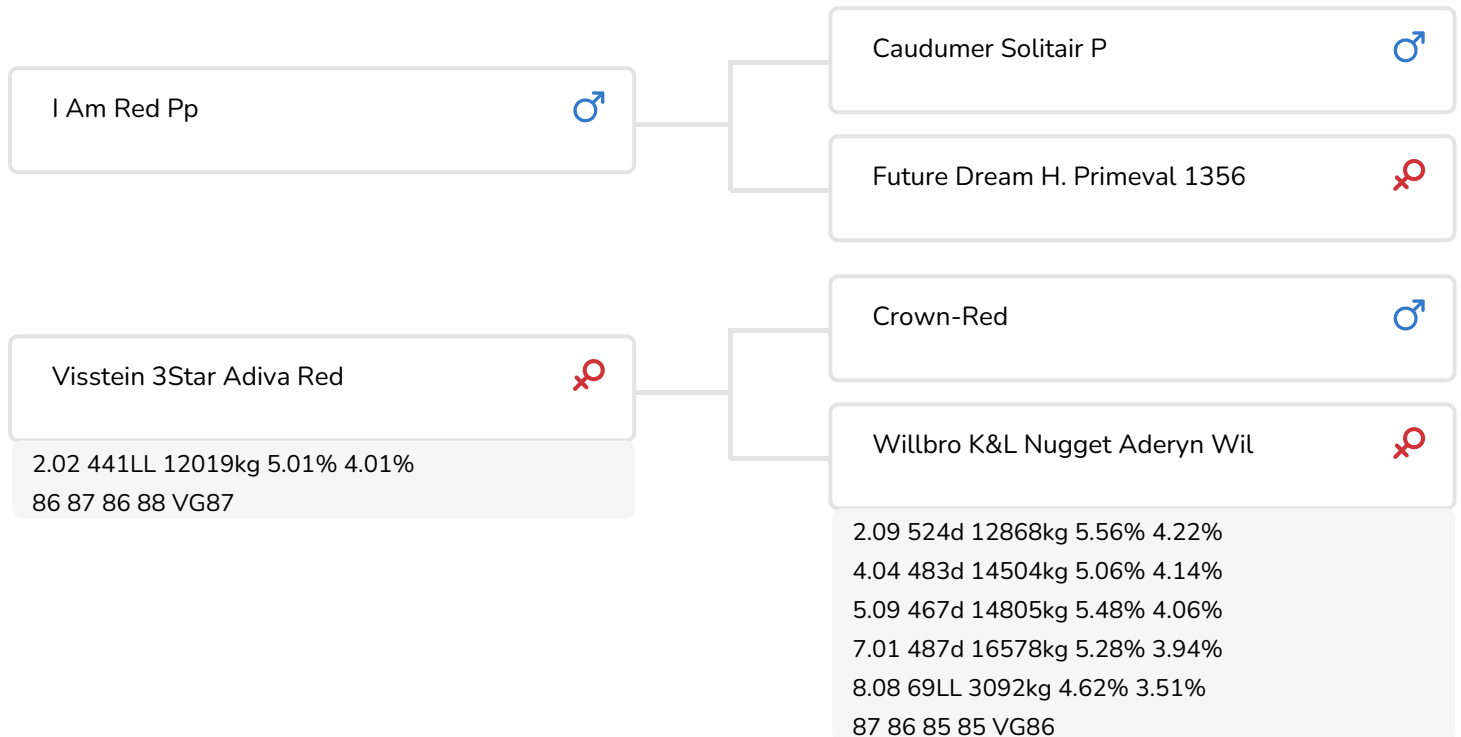 Caudumer Solitair P
I Am Red Pp
Future Dream H. Primeval 1356
Crown-Red
Visstein 3Star Adiva Red
2.02 441LL 12019kg 5.01% 4.01%
86 87 86 88 VG87
Willbro K&L Nugget Aderyn Wil
2.09 524d 12868kg 5.56% 4.22%
4.04 483d 14504kg 5.06% 4.14%
5.09 467d 14805kg 5.48% 4.06%
7.01 487d 16578kg 5.28% 3.94%
8.08 69LL 3092kg 4.62% 3.51%
87 86 85 85 VG86